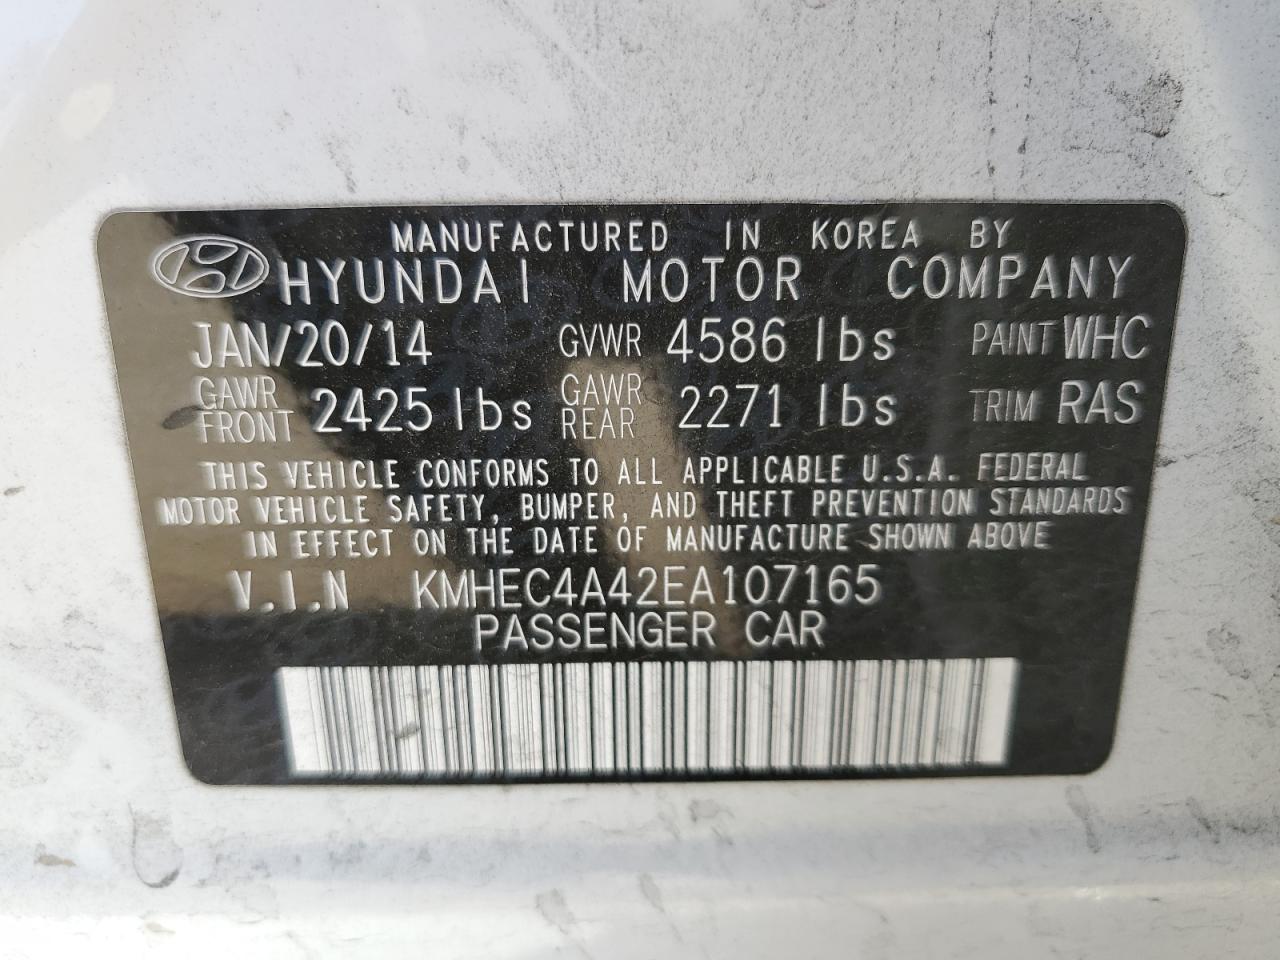 MANUFACTURED IN KOREA BY
HYUNDAI MOTOR COMPANY
JAN/20/14 GVWR 4586 lbs PAINT WHC
GAWR FRONT 2425 lbs GAWR REAR 2271 lbs TRIM RAS
THIS VEHICLE CONFORMS TO ALL APPLICABLE U.S.A. FEDERAL
MOTOR VEHICLE SAFETY, BUMPER, AND THEFT PREVENTION STANDARDS
IN EFFECT ON THE DATE OF MANUFACTURE SHOWN ABOVE
V.I.N KMHEC4A42EA107165
PASSENGER CAR